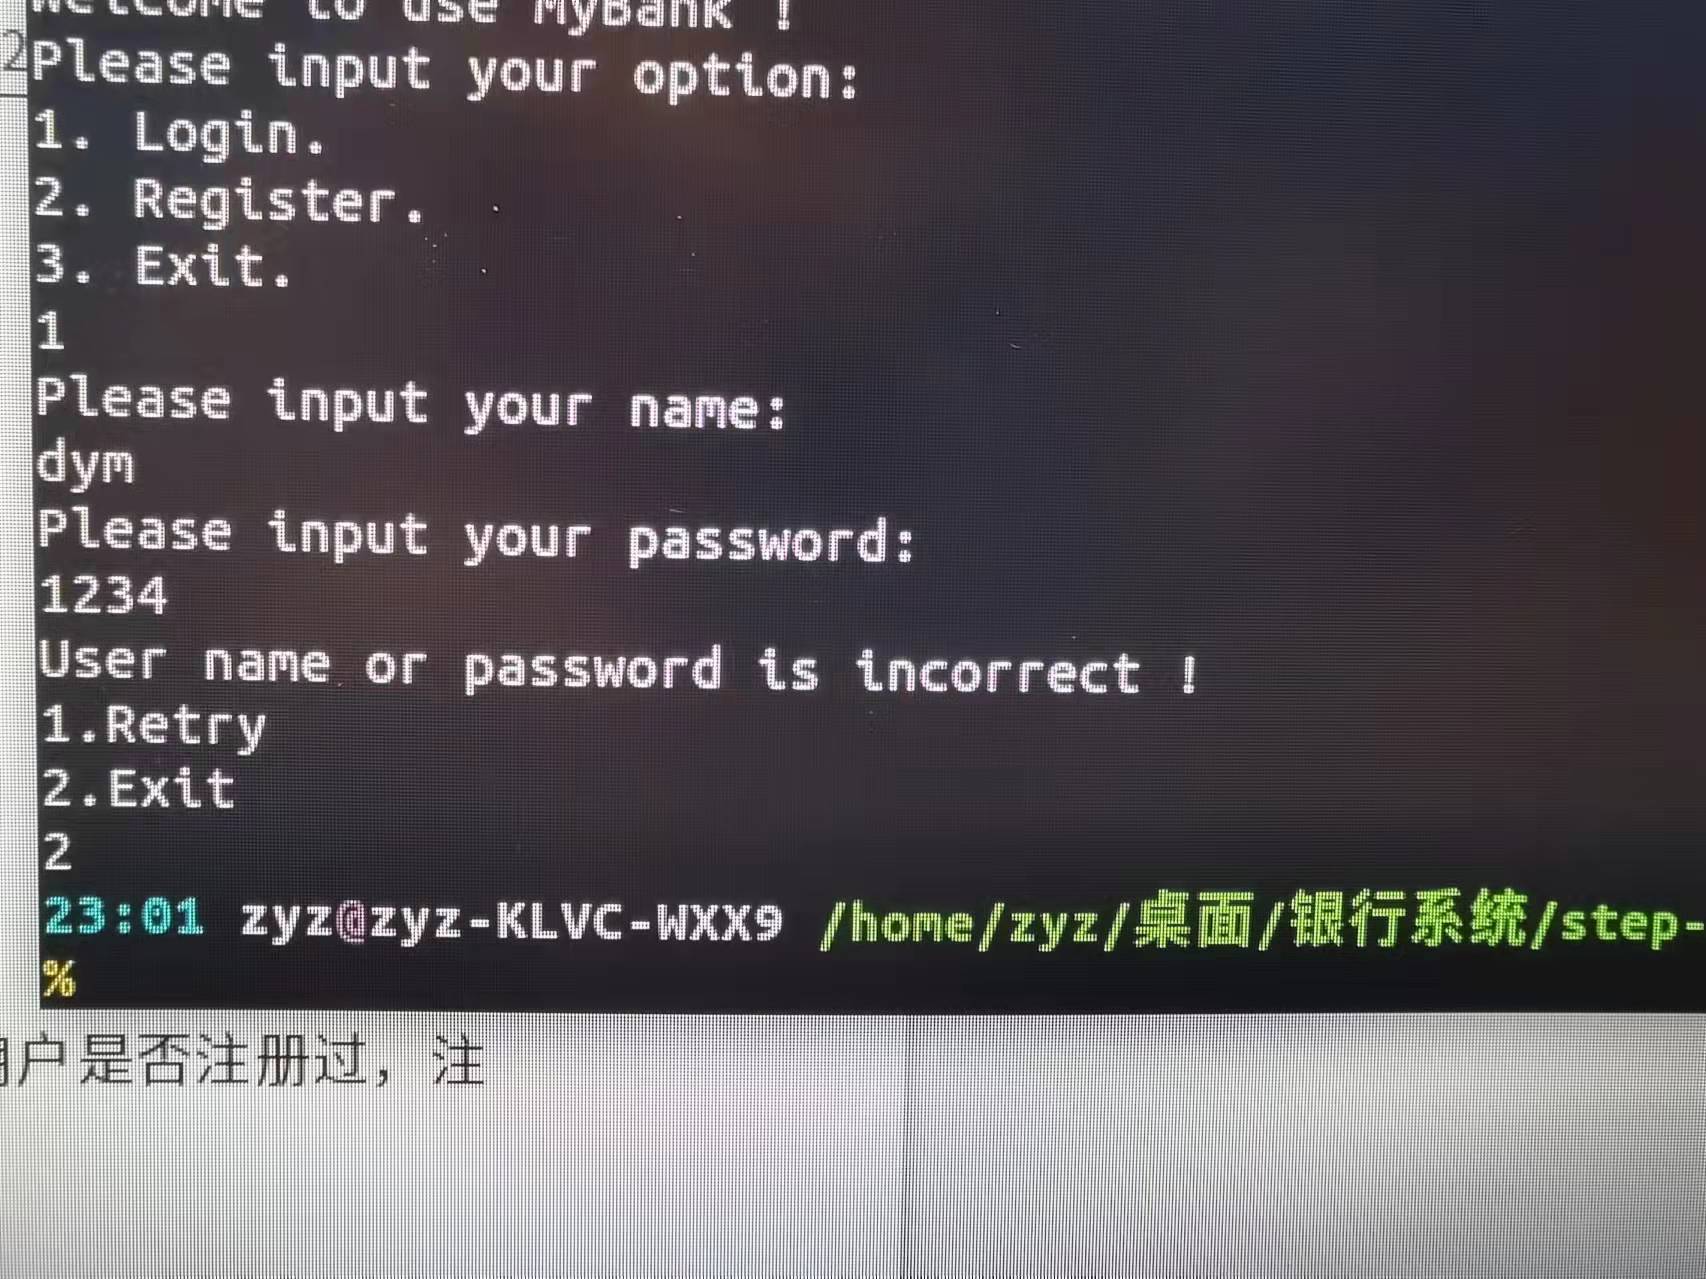 Welcome to use MyBank !
2
Please input your option:
1. Login.
2. Register.
3. Exit.
1
Please input your name:
dym
Please input your password:
1234
User name or password is incorrect !
1.Retry
2.Exit
2
23:01 zyz@zyz-KLVC-WXX9 /home/zyz/桌面/银行系统/step-
%
户是否注册过，注